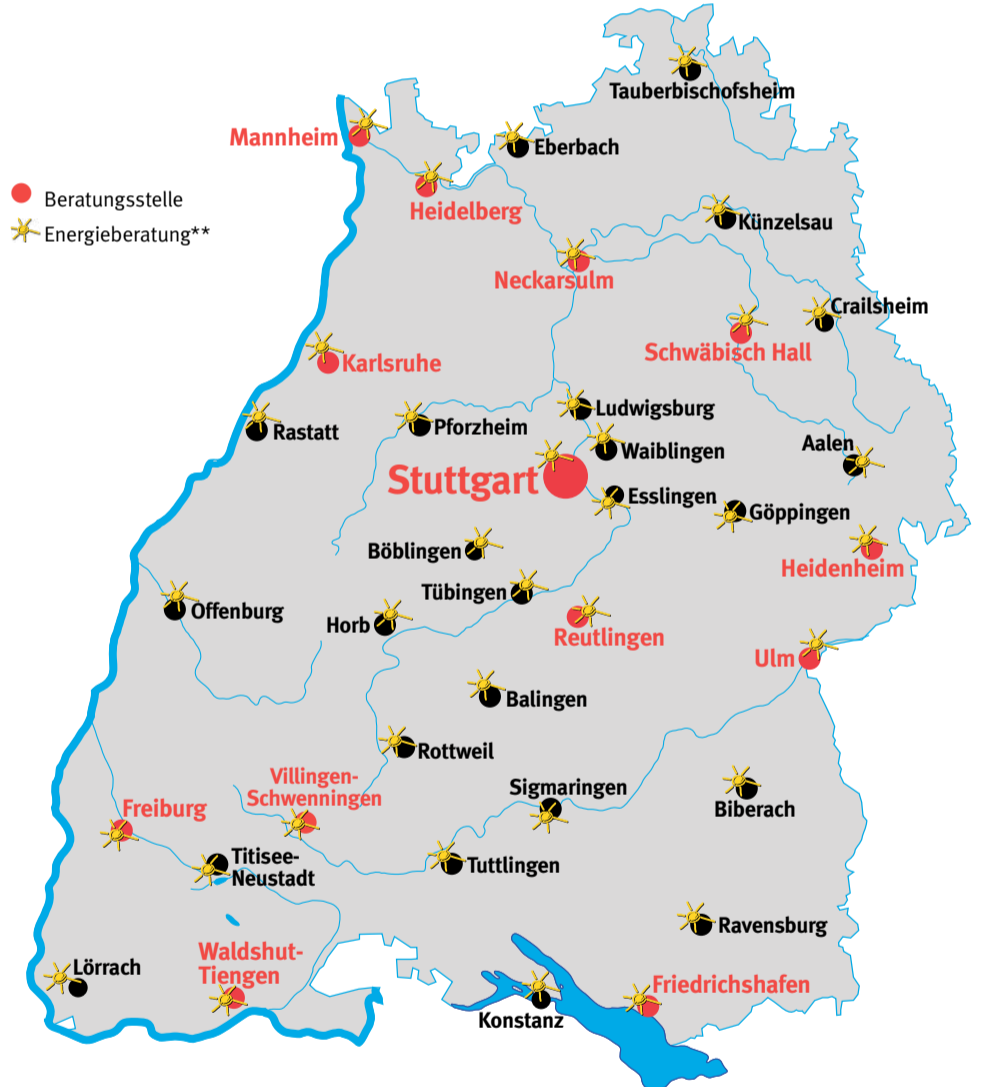 Tauberbischofsheim
Mannheim
Eberbach
Beratungsstelle
Heidelberg
Künzelsau
Energieberatung**
Neckarsulm
Crailsheim
Schwäbisch Hall
Karlsruhe
Ludwigsburg
Pforzheim
Rastatt
Aalen
Waiblingen
Stuttgart
Esslingen
Göppingen
Böblingen
Heidenheim
Tübingen
Offenburg
Horb
Reutlingen
Ulm
Balingen
Rottweil
Villingen-
Schwenningen
Sigmaringen
Freiburg
Biberach
Titisee-
Neustadt
Tuttlingen
Ravensburg
Waldshut-
Tiengen
Lörrach
Friedrichshafen
Konstanz